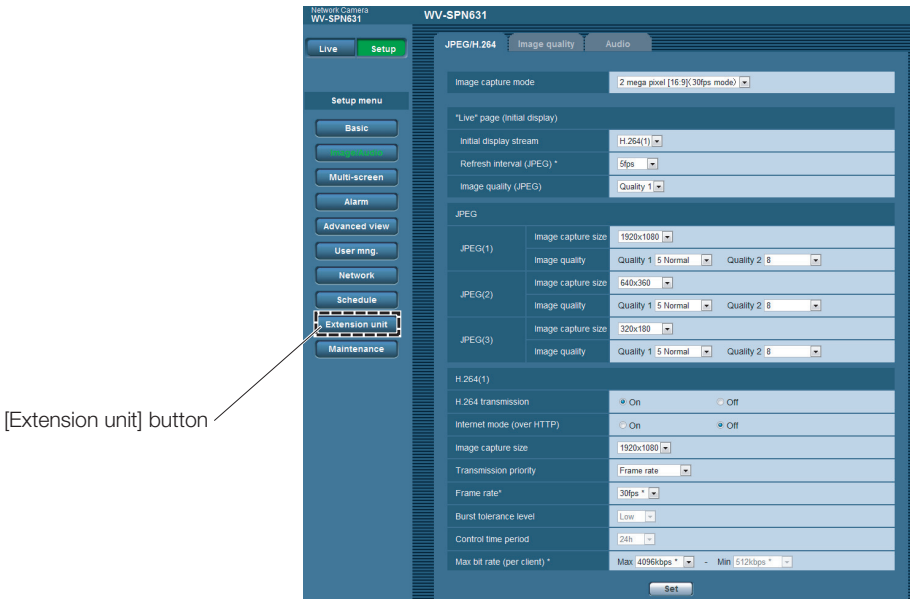 Network Camera
WV-SPN631
WV-SPN631
Live Setup
JPEG/H.264 Image quality Audio
Image capture mode 2 mega pixel [16:9](30fps mode)
Setup menu
Basic
Image/Audio
Multi-screen
Alarm
Advanced view
User mng.
Network
Schedule
Extension unit
Maintenance
[Extension unit] button
"Live" page (Initial display)
Initial display stream H.264(1)
Refresh interval (JPEG) * 5fps
Image quality (JPEG) Quality 1
JPEG
JPEG(1)
Image capture size 1920x1080
Image quality Quality 1 5 Normal Quality 2 8
JPEG(2)
Image capture size 640x360
Image quality Quality 1 5 Normal Quality 2 8
JPEG(3)
Image capture size 320x180
Image quality Quality 1 5 Normal Quality 2 8
H.264(1)
H.264 transmission On Off
Internet mode (over HTTP) On Off
Image capture size 1920x1080
Transmission priority Frame rate
Frame rate* 30fps *
Burst tolerance level Low
Control time period 24h
Max bit rate (per client) * Max 4096kbps * - Min 512kbps *
Set